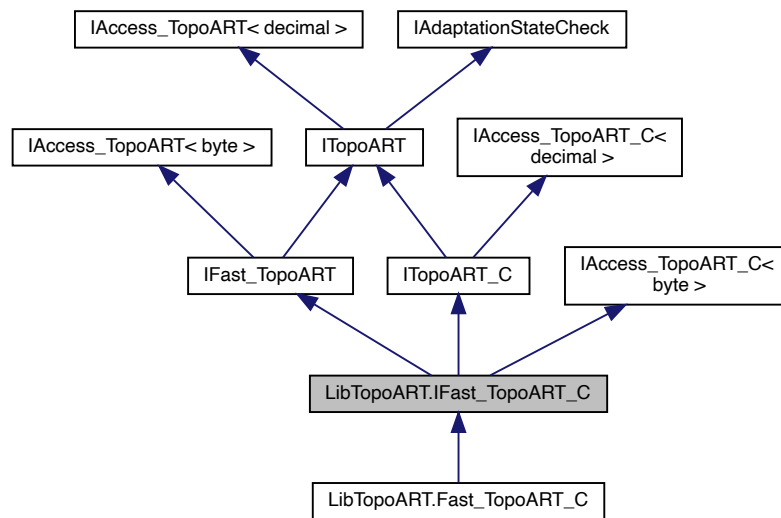 IAccess_TopoART< decimal >
IAdaptationStateCheck
IAccess_TopoART< byte >
ITopoART
IAccess_TopoART_C<
decimal >
IFast_TopoART
ITopoART_C
IAccess_TopoART_C<
byte >
LibTopoART.IFast_TopoART_C
LibTopoART.Fast_TopoART_C